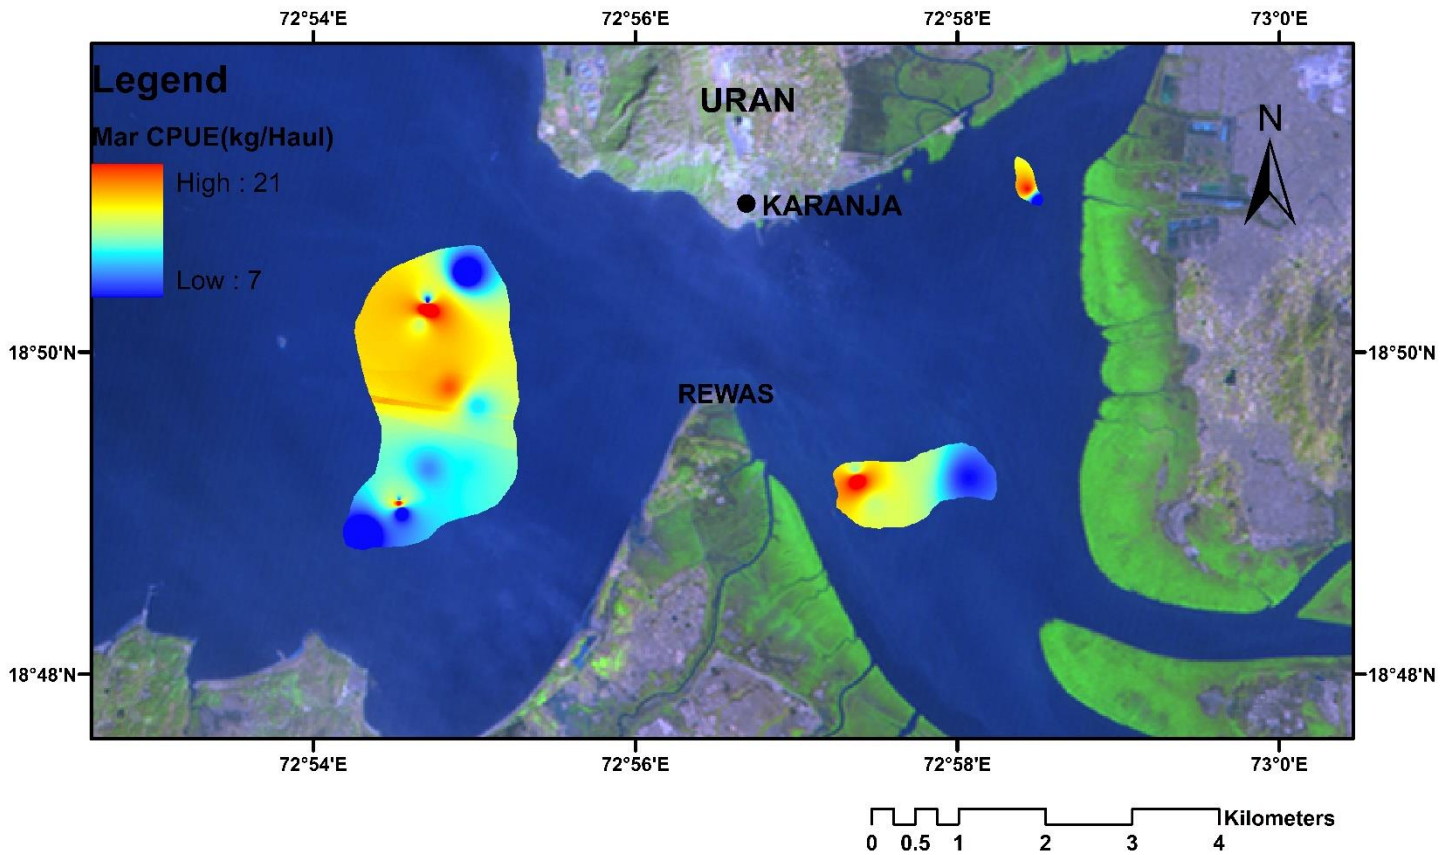 72°54'E 72°56'E 72°58'E 73°0'E
Legend
Mar CPUE(kg/Haul)
High : 21
Low : 7
URAN
N
KARANJA
18°50'N 18°50'N
REWAS
18°48'N 18°48'N
72°54'E 72°56'E 72°58'E 73°0'E
Kilometers
0 0.5 1 2 3 4